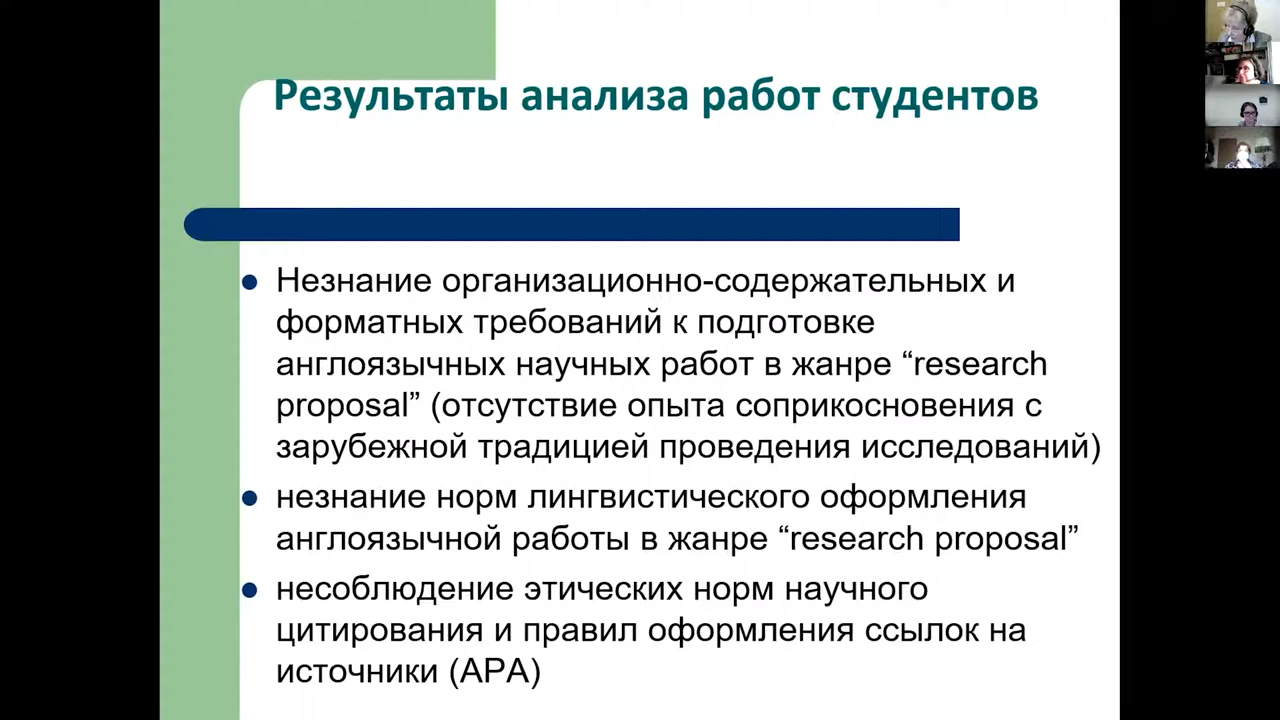 Результаты анализа работ студентов
Незнание организационно-содержательных и
форматных требований к подготовке
англоязычных научных работ в жанре “research
proposal” (отсутствие опыта соприкосновения с
зарубежной традицией проведения исследований)
незнание норм лингвистического оформления
англоязычной работы в жанре “research proposal”
несоблюдение этических норм научного
цитирования и правил оформления ссылок на
источники (APA)